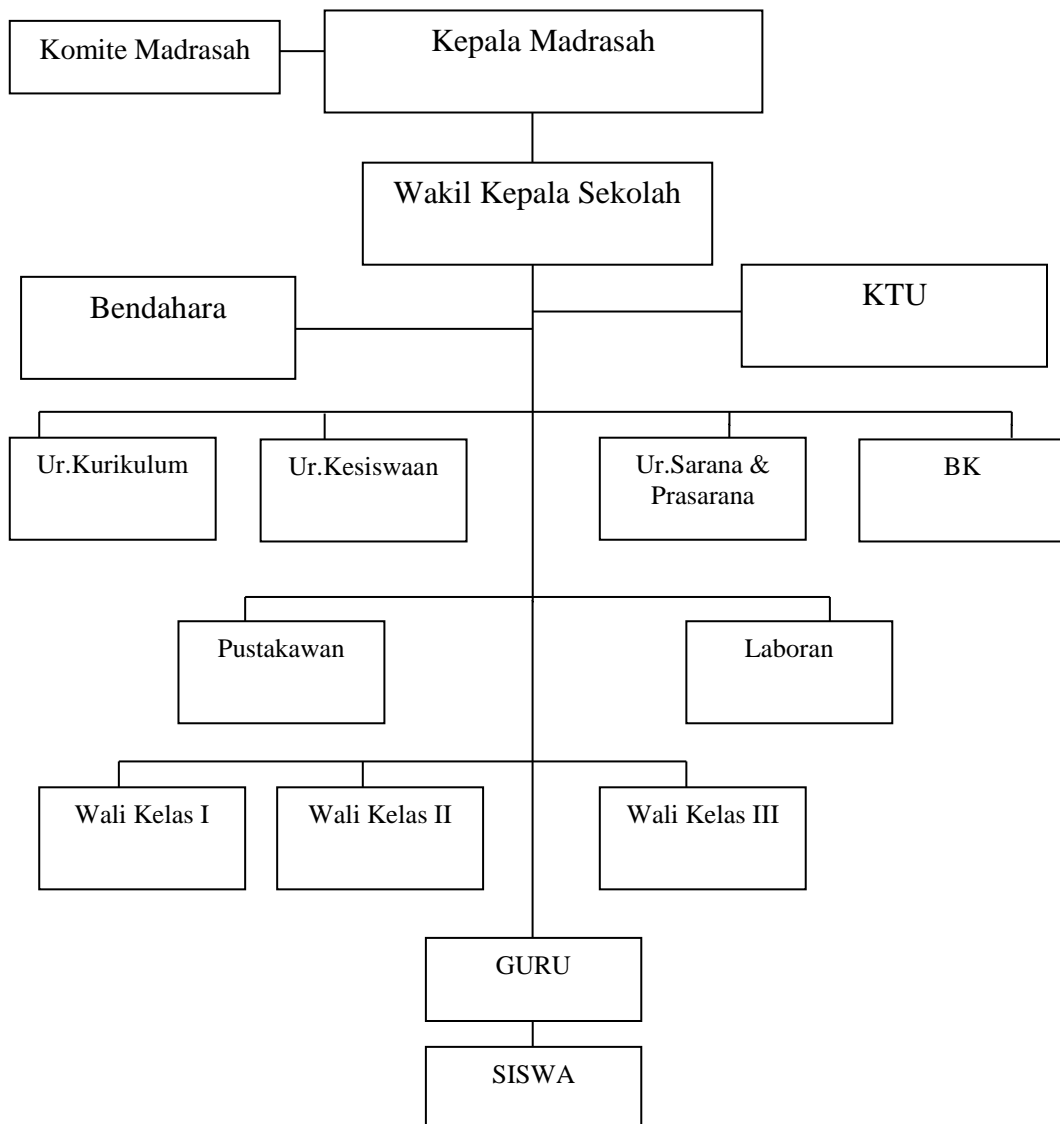 Komite Madrasah
Kepala Madrasah
Wakil Kepala Sekolah
Bendahara
KTU
Ur.Kurikulum
Ur.Kesiswaan
Ur.Sarana &
Prasarana
BK
Pustakawan
Laboran
Wali Kelas I
Wali Kelas II
Wali Kelas III
GURU
SISWA